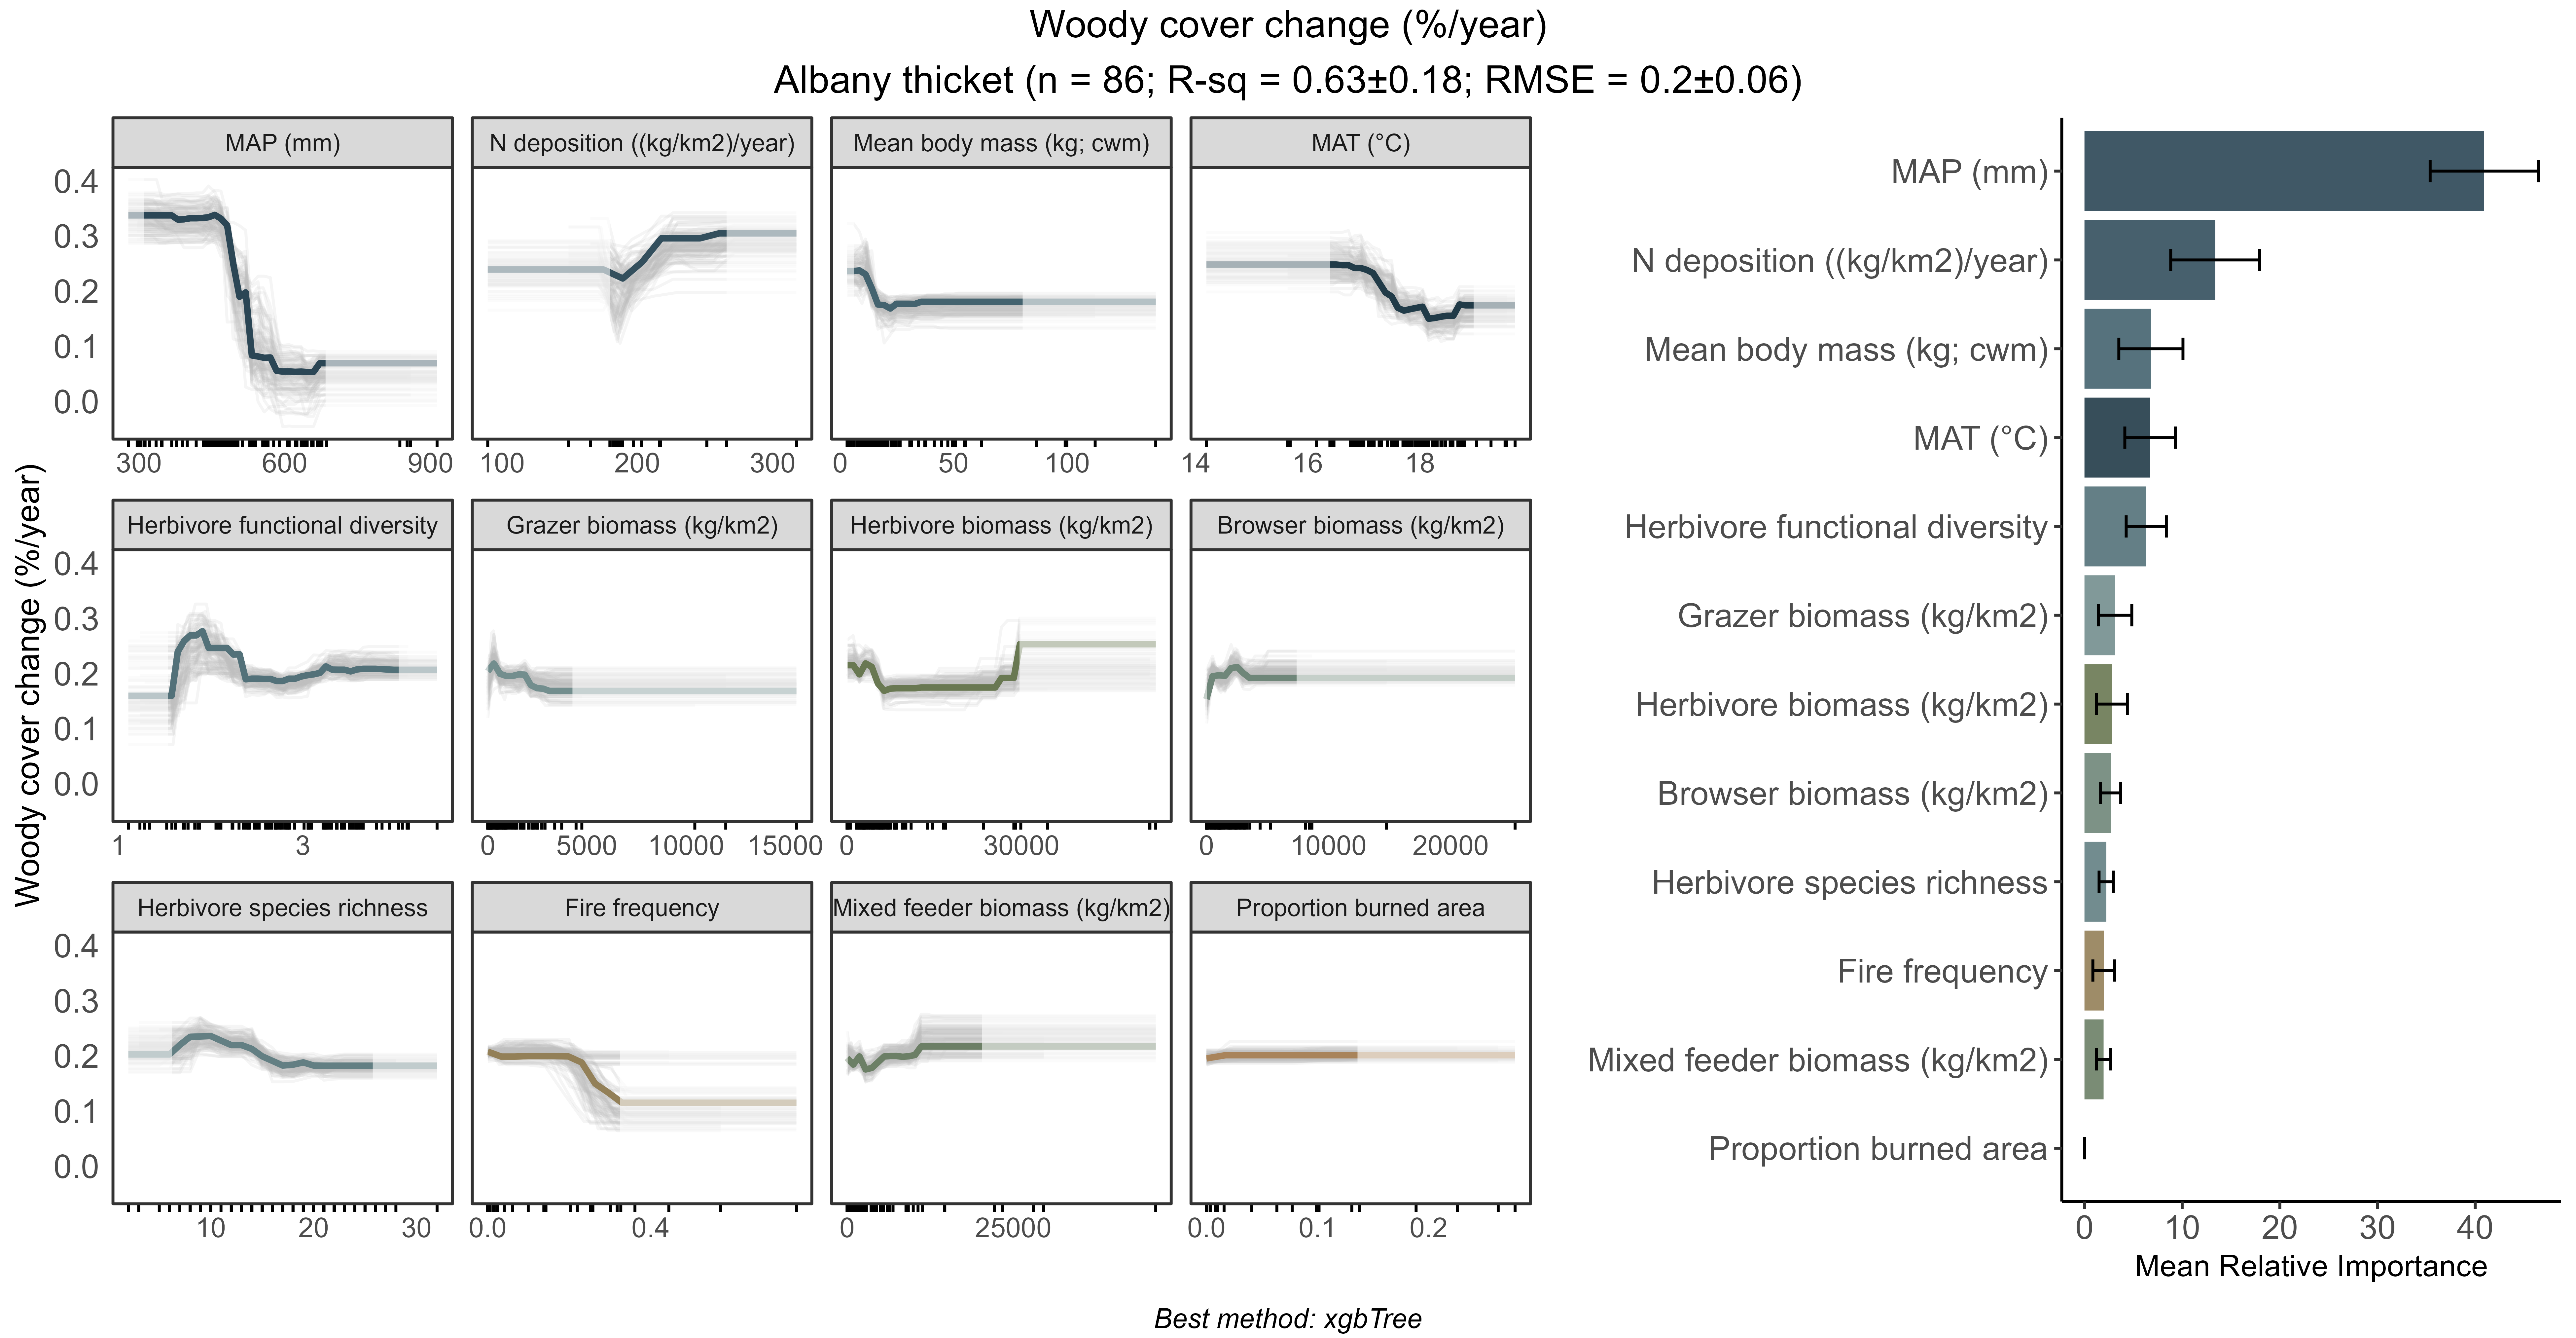 Woody cover change (%/year)
Albany thicket (n = 86; R-sq = 0.63±0.18; RMSE = 0.2±0.06)
Woody cover change (%/year)
MAP (mm)
N deposition ((kg/km2)/year)
Mean body mass (kg; cwm)
MAT (°C)
0.4
0.3
0.2
0.1
0.0
300 600 900
100 200 300
0 50 100
14 16 18
Herbivore functional diversity
Grazer biomass (kg/km2)
Herbivore biomass (kg/km2)
Browser biomass (kg/km2)
0.4
0.3
0.2
0.1
0.0
1 3
0 5000 10000 15000
0 30000
0 10000 20000
Herbivore species richness
Fire frequency
Mixed feeder biomass (kg/km2)
Proportion burned area
0.4
0.3
0.2
0.1
0.0
10 20 30
0.0 0.4
0 25000
0.0 0.1 0.2
MAP (mm)
N deposition ((kg/km2)/year)
Mean body mass (kg; cwm)
MAT (°C)
Herbivore functional diversity
Grazer biomass (kg/km2)
Herbivore biomass (kg/km2)
Browser biomass (kg/km2)
Herbivore species richness
Fire frequency
Mixed feeder biomass (kg/km2)
Proportion burned area
0 10 20 30 40
Mean Relative Importance
Best method: xgbTree